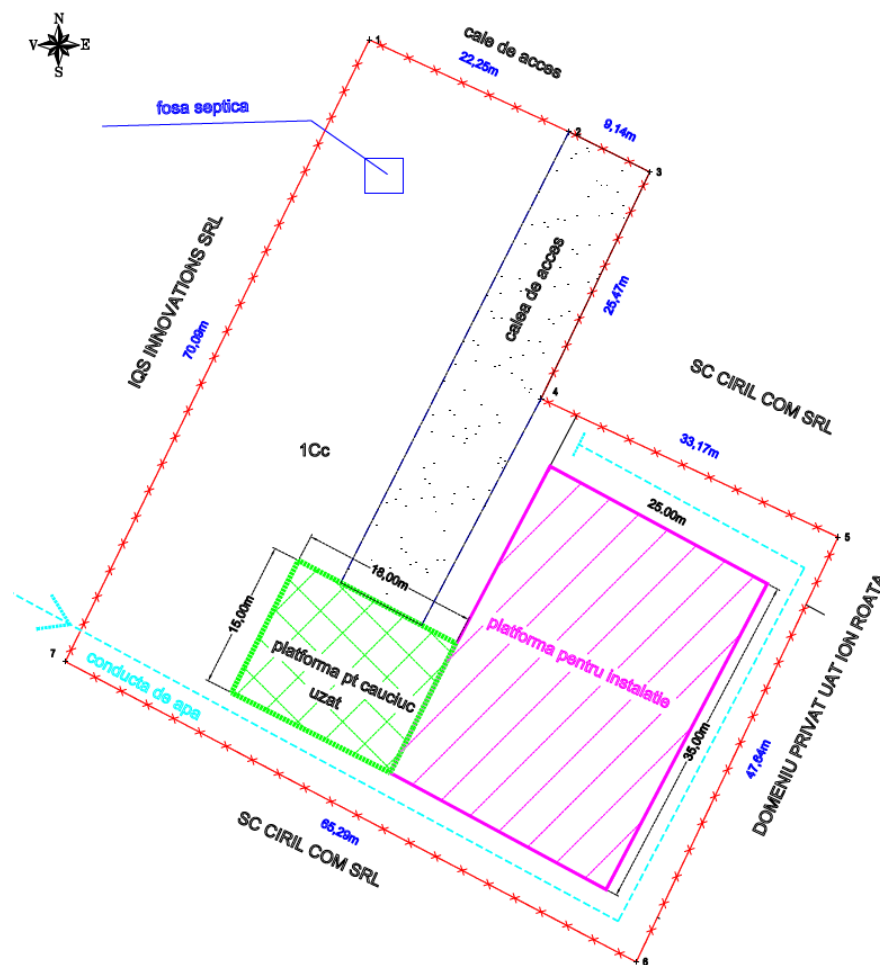 N
V E
S
1
cale de acces
22,25m
fosa septica
2
9,14m
3
IQS INNOVATIONS SRL
70,09m
calea de acces
25,47m
4
SC CIRIL COM SRL
33,17m
1Cc
25.00m
5
18,00m
15,00m
platforma pt cauciuc
uzat
platforma pentru instalatie
35,00m
47,64m
DOMENIU PRIVAT UAT ION ROATA
7
conducta de apa
65,29m
SC CIRIL COM SRL
6